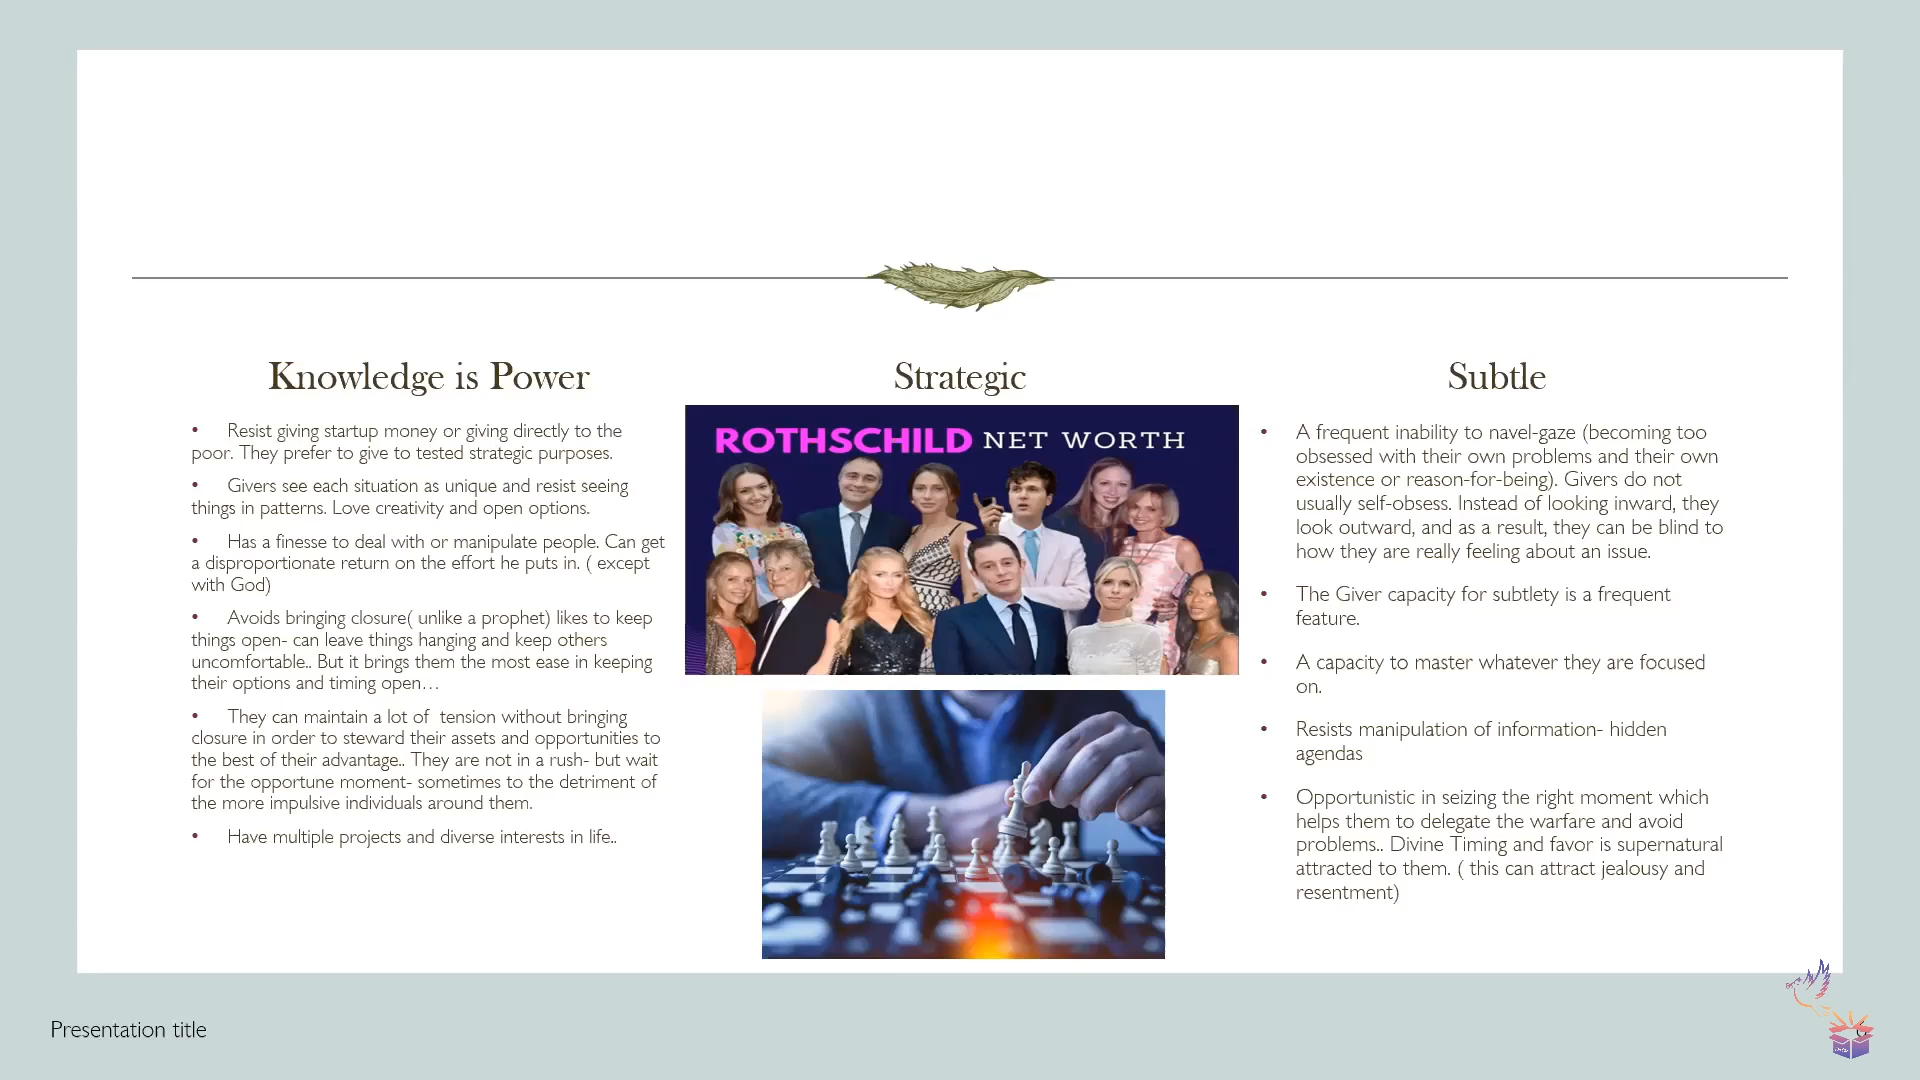 Knowledge is Power
• Resist giving startup money or giving directly to the
poor. They prefer to give to tested strategic purposes.
• Givers see each situation as unique and resist seeing
things in patterns. Love creativity and open options.
• Has a finesse to deal with or manipulate people. Can get
a disproportionate return on the effort he puts in. ( except
with God)
• Avoids bringing closure( unlike a prophet) likes to keep
things open- can leave things hanging and keep others
uncomfortable.. But it brings them the most ease in keeping
their options and timing open…
• They can maintain a lot of  tension without bringing
closure in order to steward their assets and opportunities to
the best of their advantage.. They are not in a rush- but wait
for the opportune moment- sometimes to the detriment of
the more impulsive individuals around them.
• Have multiple projects and diverse interests in life..
Strategic
ROTHSCHILD NET WORTH
Subtle
• A frequent inability to navel-gaze (becoming too
obsessed with their own problems and their own
existence or reason-for-being). Givers do not
usually self-obsess. Instead of looking inward, they
look outward, and as a result, they can be blind to
how they are really feeling about an issue.
• The Giver capacity for subtlety is a frequent
feature.
• A capacity to master whatever they are focused
on.
• Resists manipulation of information- hidden
agendas
• Opportunistic in seizing the right moment which
helps them to delegate the warfare and avoid
problems.. Divine Timing and favor is supernatural
attracted to them. ( this can attract jealousy and
resentment)
Presentation title